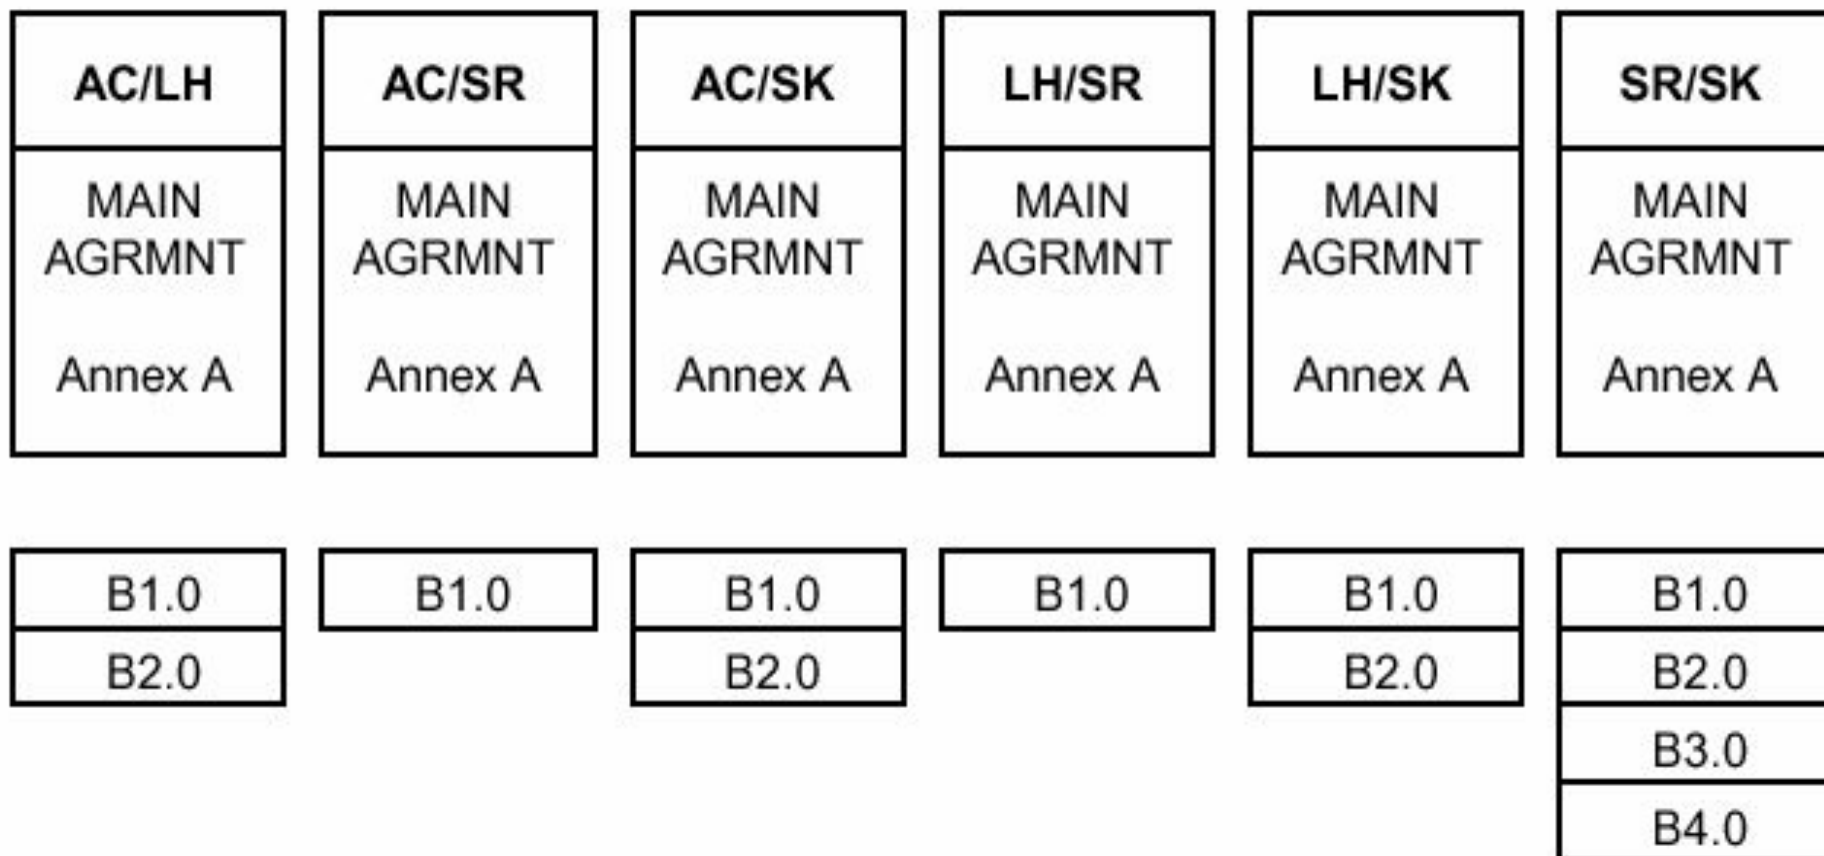 AC/LH
MAIN
AGRMNT
Annex A
B1.0
B2.0
AC/SR
MAIN
AGRMNT
Annex A
B1.0
AC/SK
MAIN
AGRMNT
Annex A
B1.0
B2.0
LH/SR
MAIN
AGRMNT
Annex A
B1.0
LH/SK
MAIN
AGRMNT
Annex A
B1.0
B2.0
SR/SK
MAIN
AGRMNT
Annex A
B1.0
B2.0
B3.0
B4.0